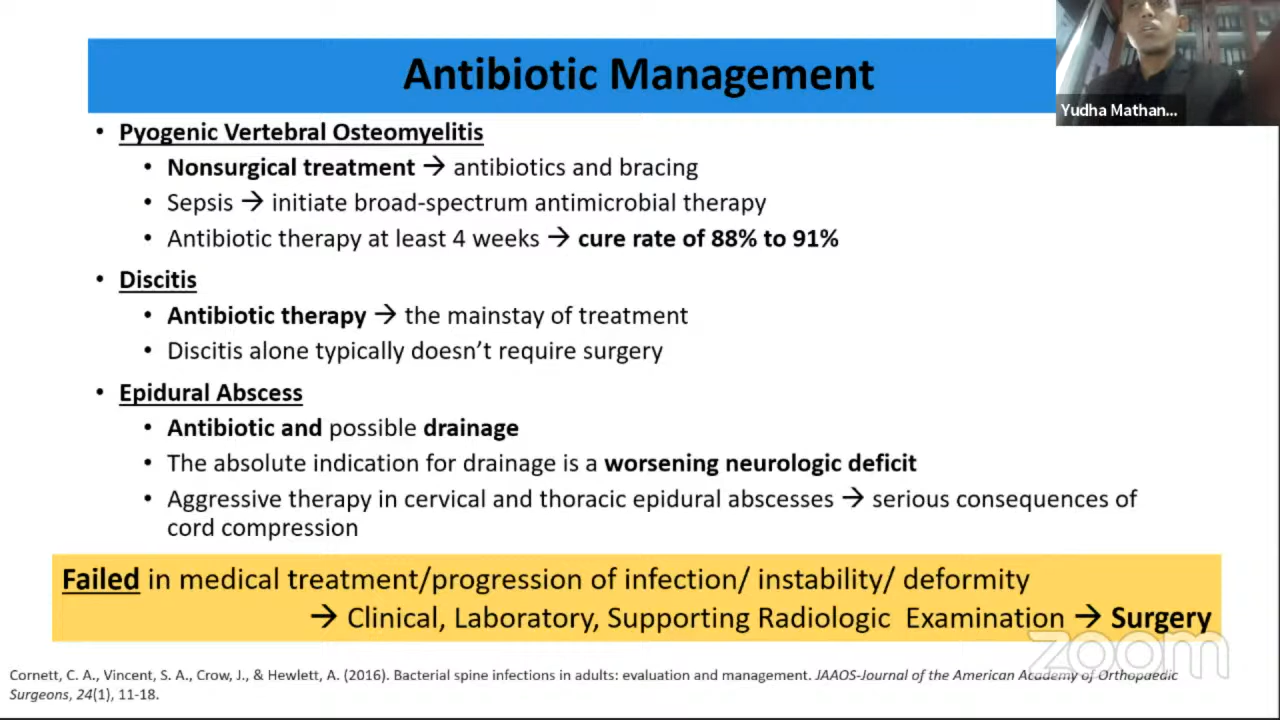 Antibiotic Management
Yudha Mathan...
• Pyogenic Vertebral Osteomyelitis
• Nonsurgical treatment → antibiotics and bracing
• Sepsis → initiate broad-spectrum antimicrobial therapy
• Antibiotic therapy at least 4 weeks → cure rate of 88% to 91%
• Discitis
• Antibiotic therapy → the mainstay of treatment
• Discitis alone typically doesn't require surgery
• Epidural Abscess
• Antibiotic and possible drainage
• The absolute indication for drainage is a worsening neurologic deficit
• Aggressive therapy in cervical and thoracic epidural abscesses → serious consequences of
cord compression
Failed in medical treatment/progression of infection/ instability/ deformity
→ Clinical, Laboratory, Supporting Radiologic Examination → Surgery
zoom
Cornett, C. A., Vincent, S. A., Crow, J., & Hewlett, A. (2016). Bacterial spine infections in adults: evaluation and management. JAAOS-Journal of the American Academy of Orthopaedic
Surgeons, 24(1), 11-18.